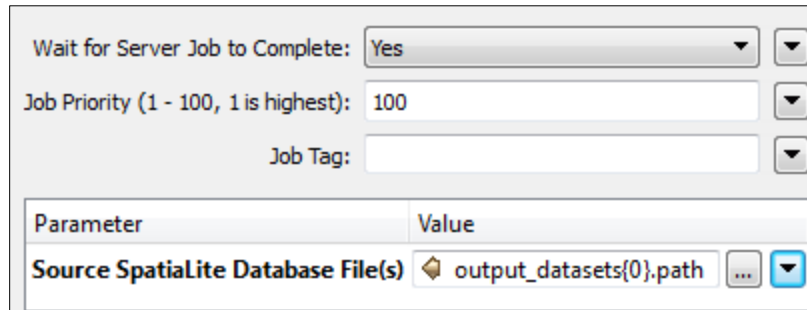 Wait for Server Job to Complete: Yes
Job Priority (1 - 100, 1 is highest): 100
Job Tag:
Parameter Value
Source SpatiaLite Database File(s) output_datasets{0}.path ...